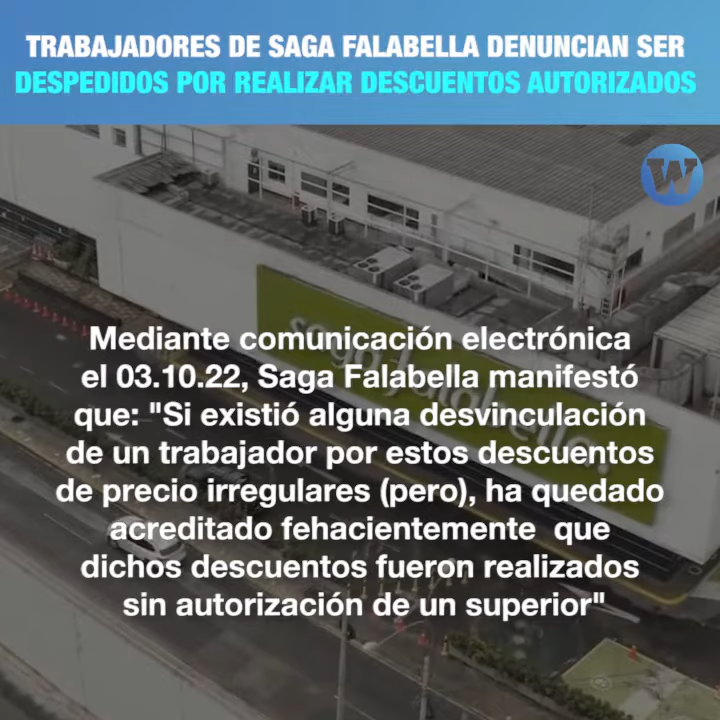 TRABAJADORES DE SAGA FALABELLA DENUNCIAN SER
DESPEDIDOS POR REALIZAR DESCUENTOS AUTORIZADOS
W
saga falabella
Mediante comunicación electrónica
el 03.10.22, Saga Falabella manifestó
que: "Si existió alguna desvinculación
de un trabajador por estos descuentos
de precio irregulares (pero), ha quedado
acreditado fehacientemente  que
dichos descuentos fueron realizados
sin autorización de un superior"